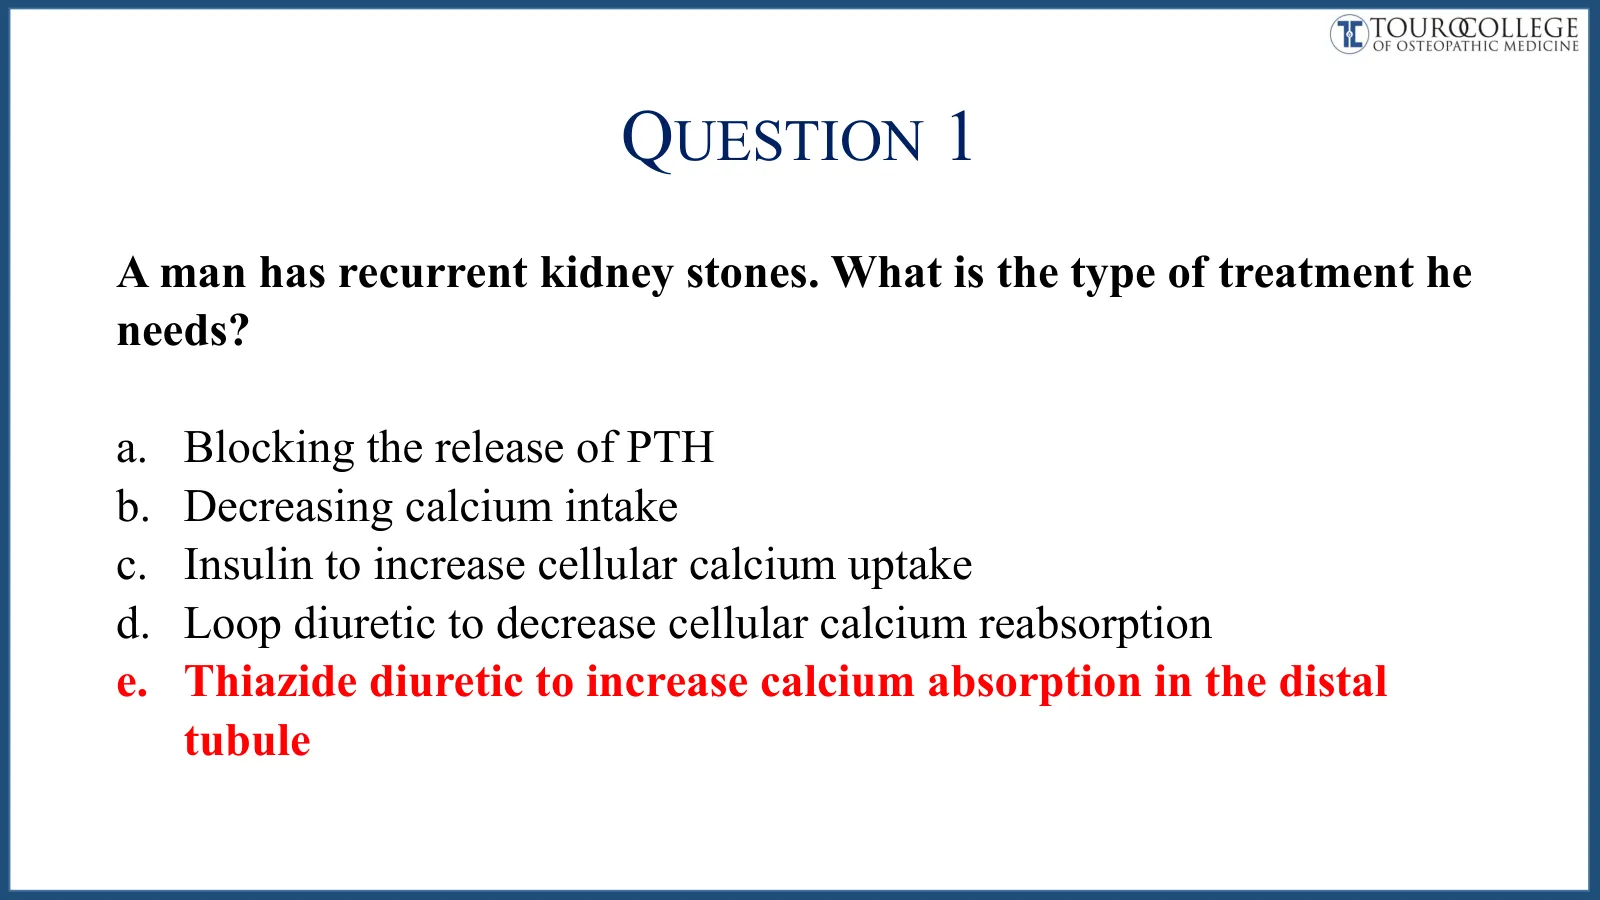 TOUROCOLLEGE
OF OSTEOPATHIC MEDICINE
QUESTION 1
A man has recurrent kidney stones. What is the type of treatment he
needs?
a. Blocking the release of PTH
b. Decreasing calcium intake
c. Insulin to increase cellular calcium uptake
d. Loop diuretic to decrease cellular calcium reabsorption
e. Thiazide diuretic to increase calcium absorption in the distal
tubule